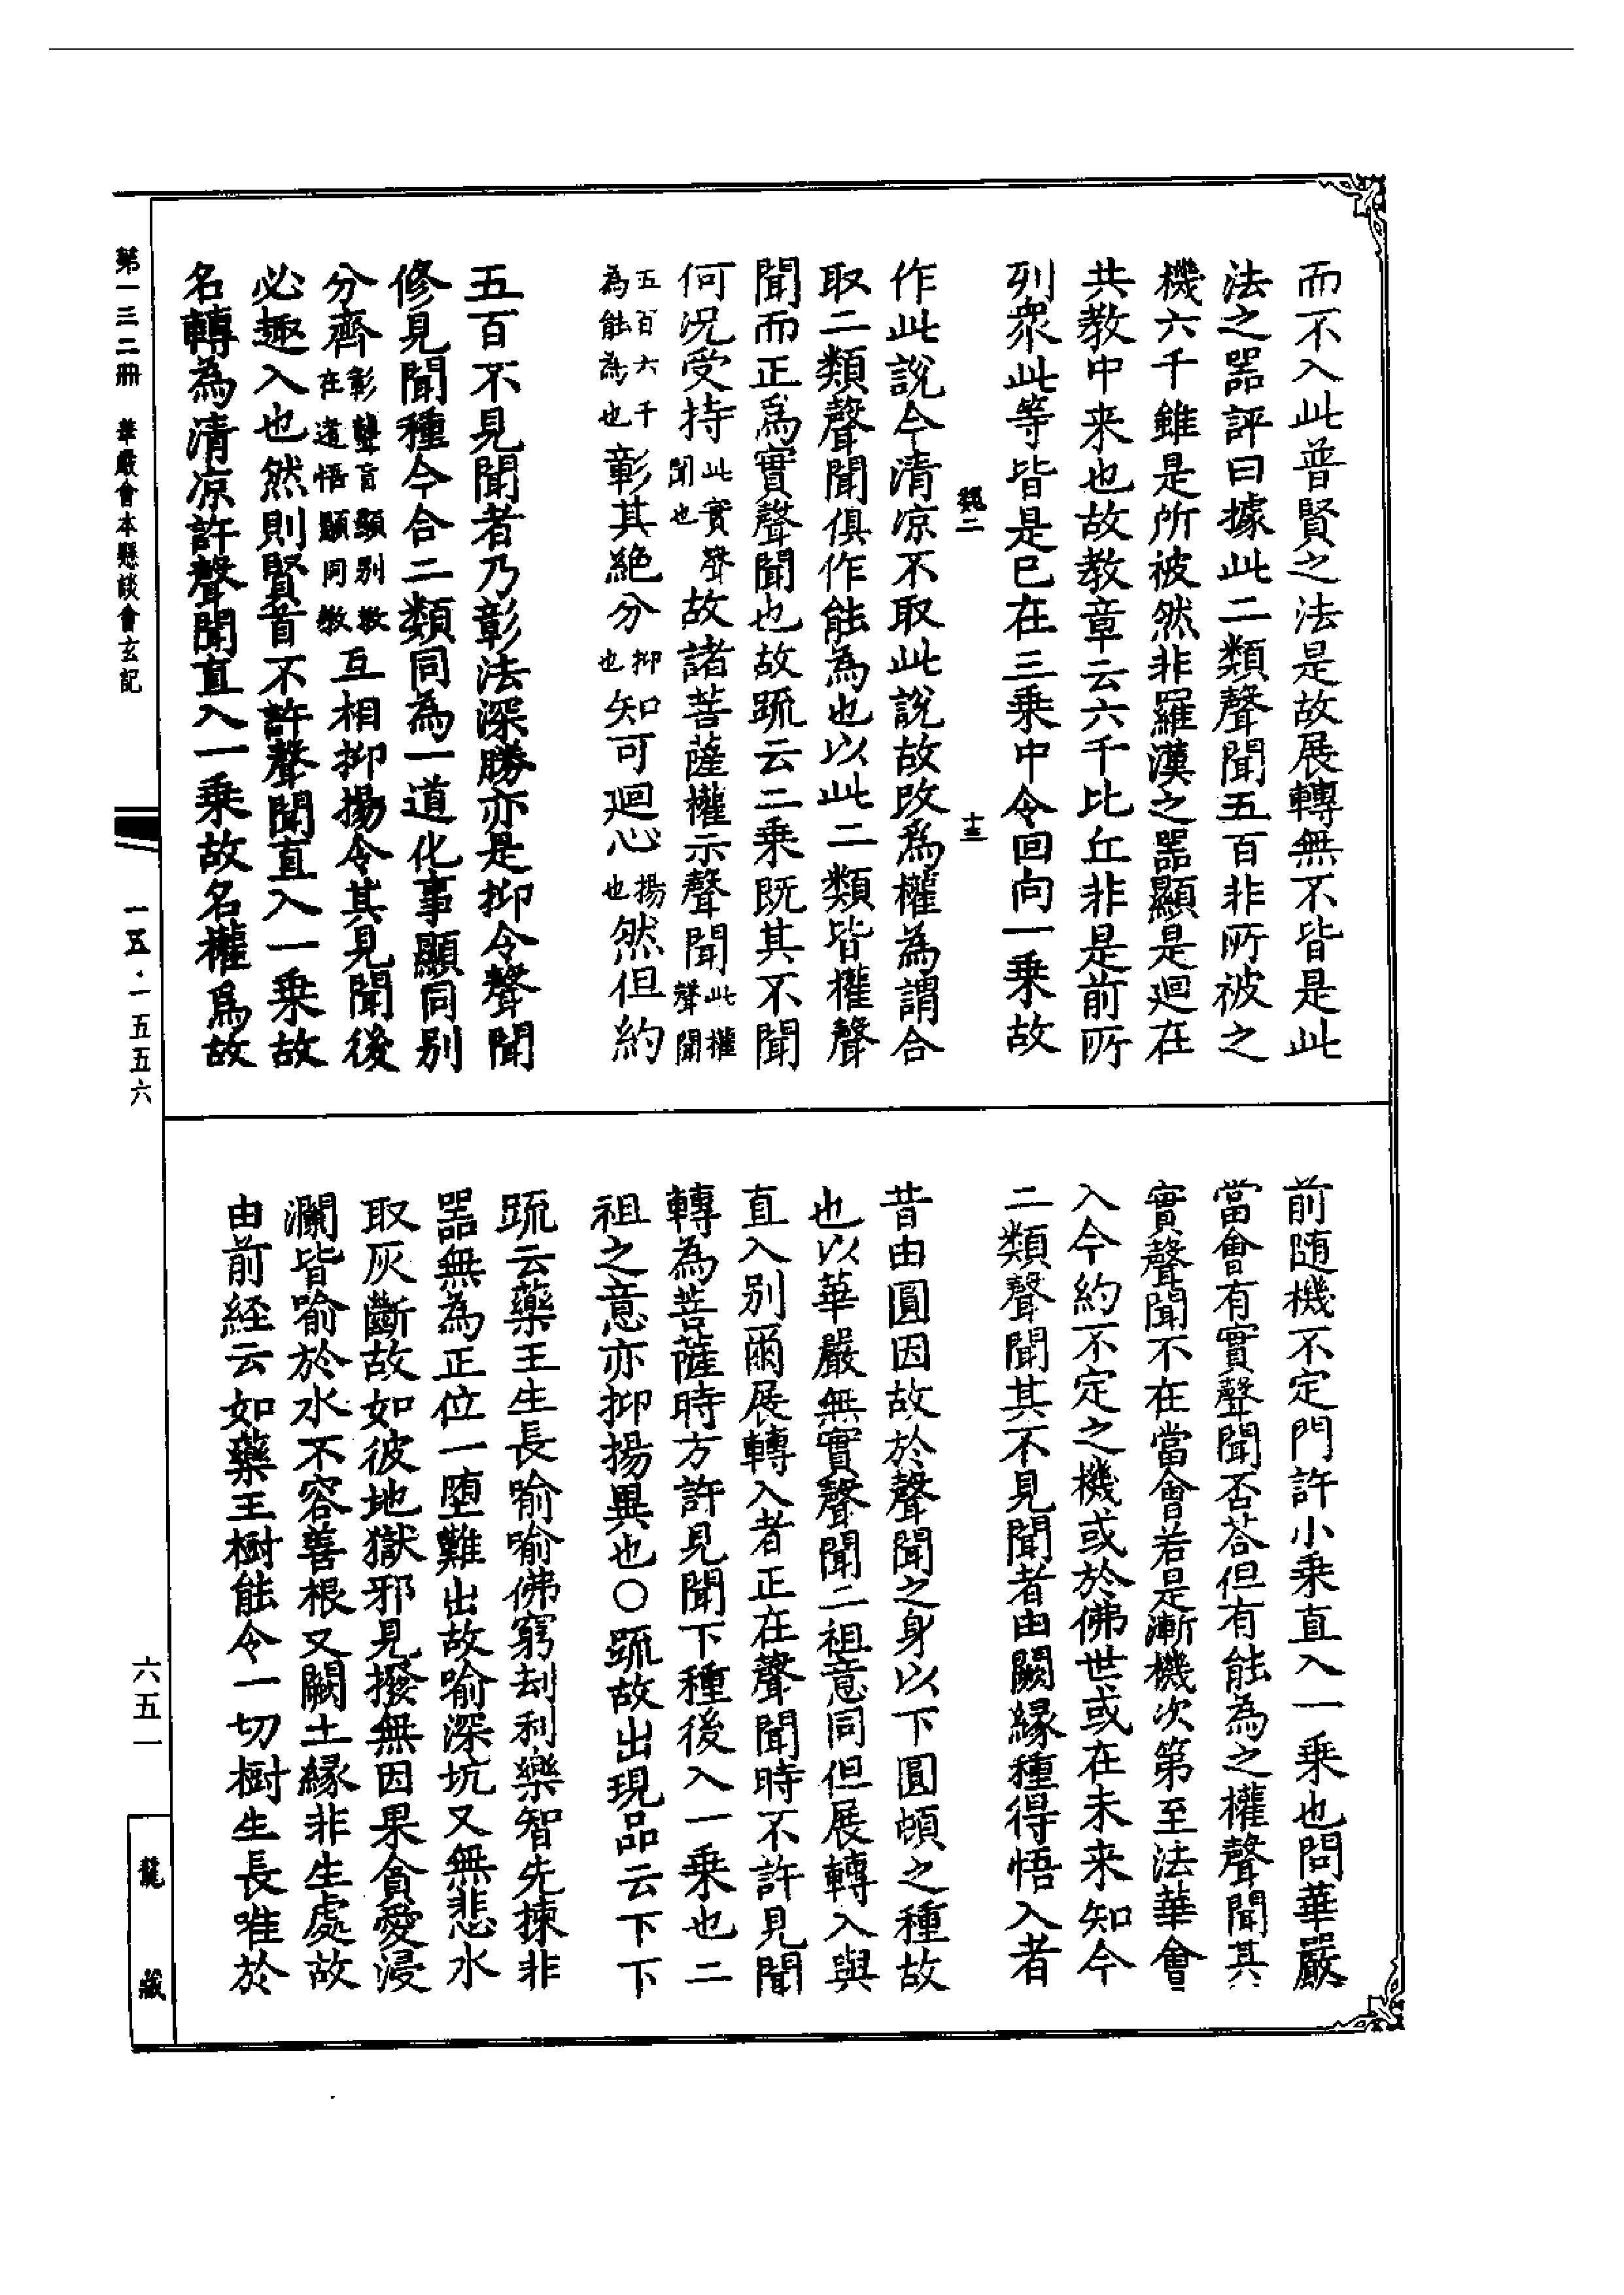 而不入此普賢之法是故展轉無不皆是此
法之器評曰據此二類聲聞五百非所被之
機六千雖是所被然非羅漢之器顯是迴在
共教中来也故教章云六千比丘非是前所
列衆此等皆是已在三乗中令回向一乗故
魏二 十三
作此說今清凉不取此說故改爲權為謂合
取二類聲聞俱作能為也以此二類皆權聲
聞而正爲實聲聞也故疏云二乗既其不聞
何況受持此實聲聞也故諸菩薩權示聲聞此權聲聞
五百六千為能為也彰其絶分抑也知可迴心揚也然但約
五百不見聞者乃彰法深勝亦是抑令聲聞
修見聞種今合二類同為一道化事顯同别
分齊彰聾盲顯别教在道悟顯同教互相抑揚令其見聞後
必趣入也然則賢首不許聲聞直入一乗故
名轉為清凉許聲聞直入一乗故名權爲故
前随機不定門許小乗直入一乗也問華嚴
當會有實聲聞否荅但有能為之權聲聞其
實聲聞不在當會若是漸機次第至法華會
入今約不定之機或於佛世或在未来知今
二類聲聞其不見聞者由闕縁種得悟入者
昔由圓因故於聲聞之身以下圓頓之種故
也以華嚴無實聲聞二祖意同但展轉入與
直入别爾展轉入者正在聲聞時不許見聞
轉為菩薩時方許見聞下種後入一乗也二
祖之意亦抑揚異也○疏故出現品云下下
疏云藥王生長喻喻佛窮刼利樂智先揀非
器無為正位一堕難出故喻深坑又無悲水
取灰斷故如彼地獄邪見撥無因果貪愛浸
瀾皆喻於水不容善根又闕土縁非生處故
由前経云如藥王樹能令一切樹生長唯於
第一三二冊 華嚴會本懸談會玄記
一五·一五五六
六五一
龍藏